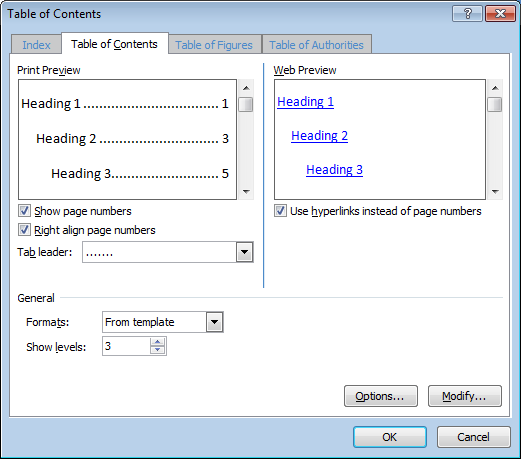 Table of Contents
Index
Table of Contents
Table of Figures
Table of Authorities
Print Preview
Heading 1 ................................... 1
Heading 2 ............................... 3
Heading 3........................... 5
Show page numbers
Right align page numbers
Tab leader: .......
Web Preview
Heading 1
Heading 2
Heading 3
Use hyperlinks instead of page numbers
General
Formats: From template
Show levels: 3
Options...
Modify...
OK
Cancel